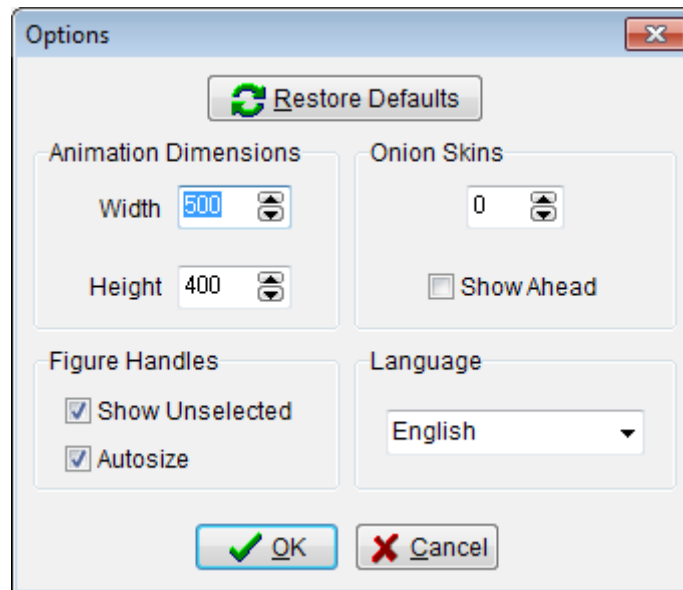 Options
Restore Defaults
Animation Dimensions
Width 500
Height 400
Onion Skins
0
Show Ahead
Figure Handles
Show Unselected
Autosize
Language
English
OK Cancel